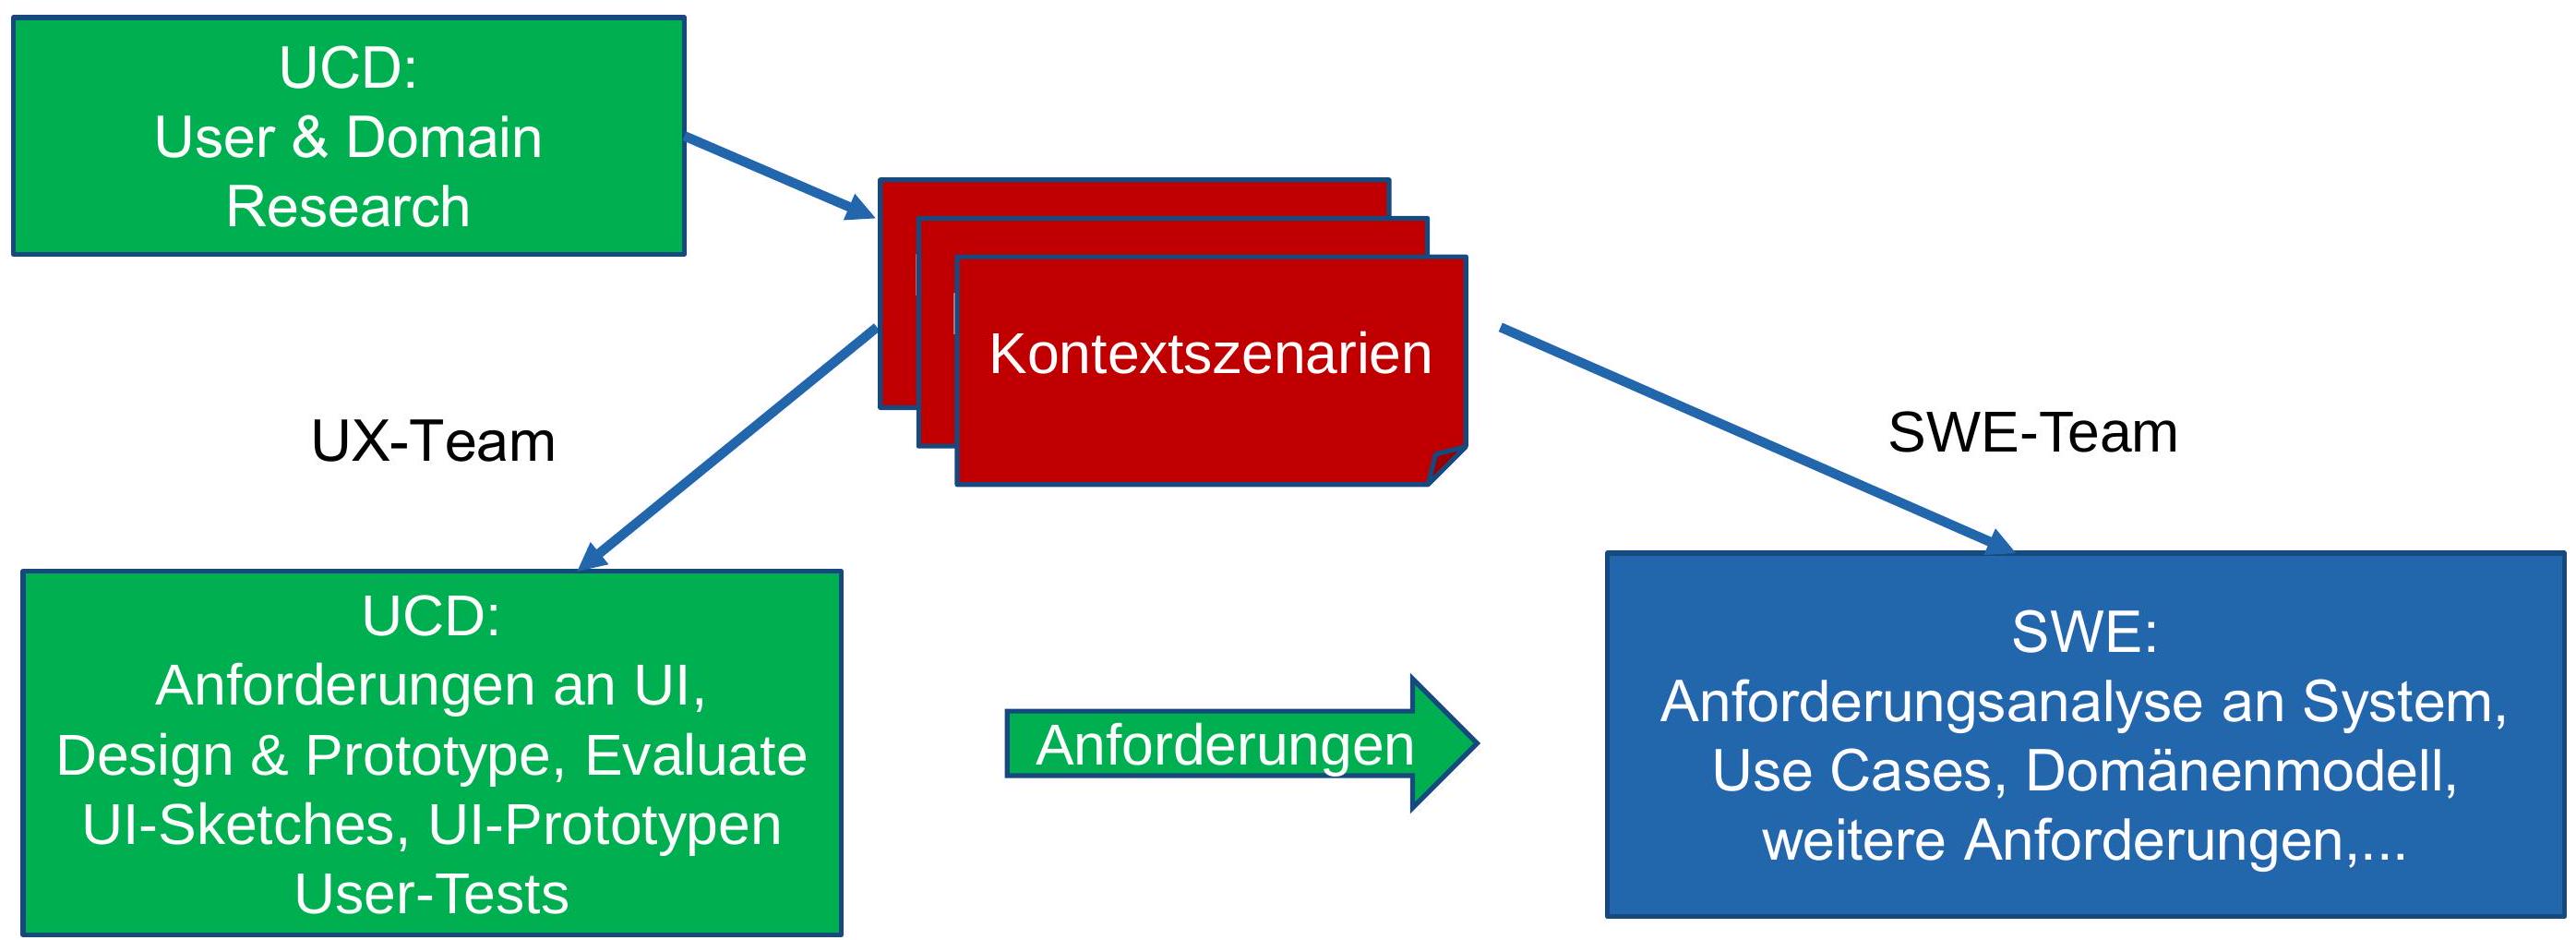 UCD:
User & Domain
Research
Kontextszenarien
UX-Team
SWE-Team
UCD:
Anforderungen an UI,
Design & Prototype, Evaluate
UI-Sketches, UI-Prototypen
User-Tests
Anforderungen
SWE:
Anforderungsanalyse an System,
Use Cases, Domänenmodell,
weitere Anforderungen,...